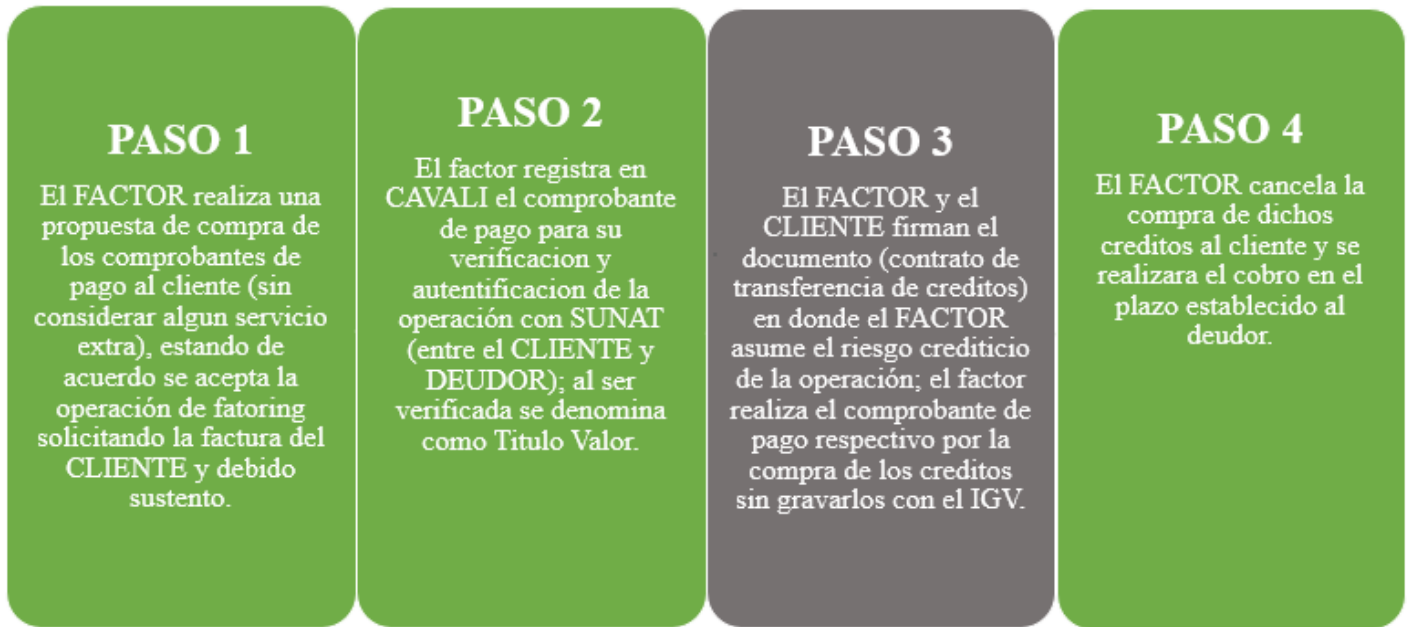 PASO 1
El FACTOR realiza una
propuesta de compra de
los comprobantes de
pago al cliente (sin
considerar algun servicio
extra), estando de
acuerdo se acepta la
operación de fatoring
solicitando la factura del
CLIENTE y debido
sustento.
PASO 2
El factor registra en
CAVALI el comprobante
de pago para su
verificacion y
autentificacion de la
operación con SUNAT
(entre el CLIENTE y
DEUDOR); al ser
verificada se denomina
como Titulo Valor.
PASO 3
El FACTOR y el
CLIENTE firman el
documento (contrato de
transferencia de creditos)
en donde el FACTOR
asume el riesgo crediticio
de la operación; el factor
realiza el comprobante de
pago respectivo por la
compra de los creditos
sin gravarlos con el IGV.
PASO 4
El FACTOR cancela la
compra de dichos
creditos al cliente y se
realizara el cobro en el
plazo establecido al
deudor.